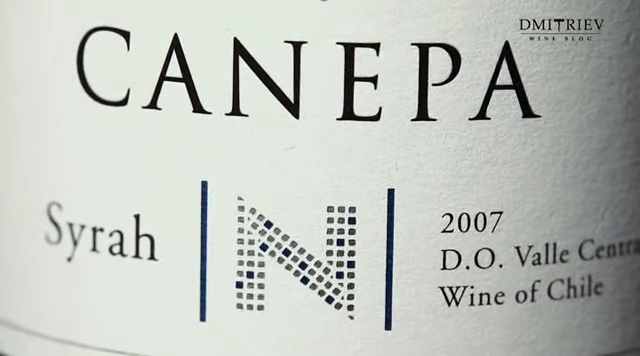 DMITRIEV
WINE BLOG
CANEPA
Syrah
N
2007
D.O. Valle Centra
Wine of Chile